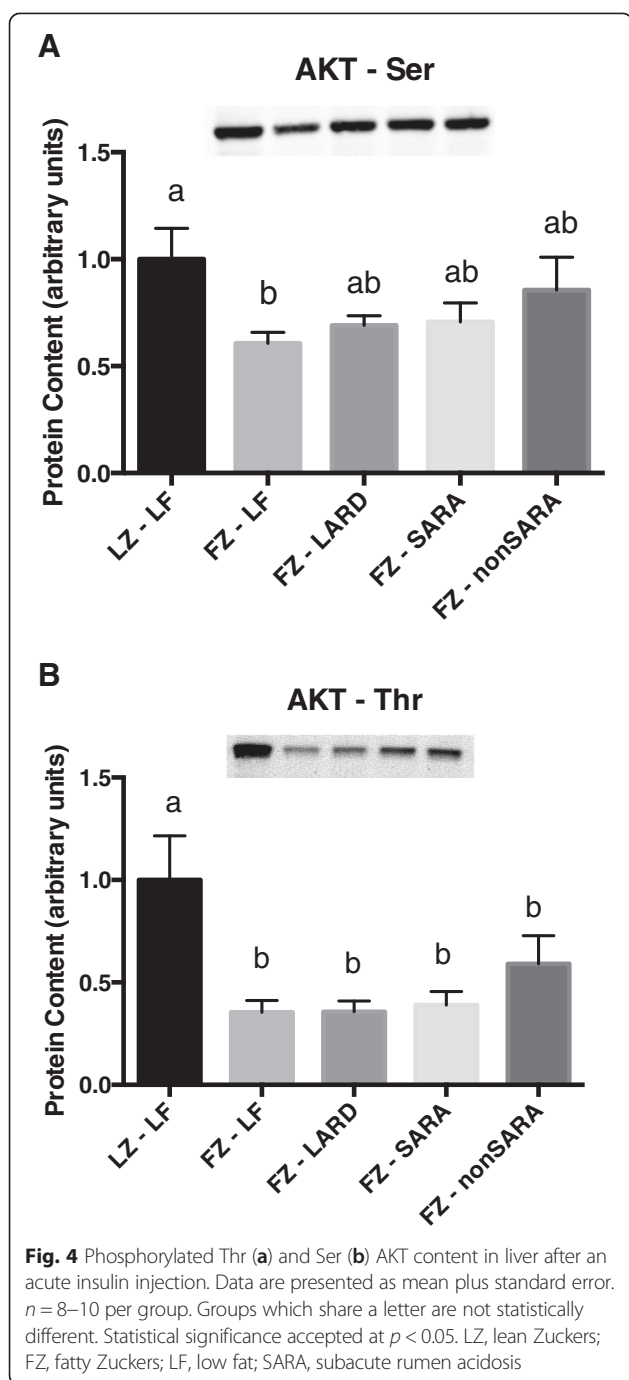 A
AKT - Ser
Protein Content (arbitrary units)
1.5
1.0
0.5
0.0
a
b
ab
ab
ab
LZ - LF
FZ - LF
FZ - LARD
FZ - SARA
FZ - nonSARA
B
AKT - Thr
Protein Content (arbitrary units)
1.5
1.0
0.5
0.0
a
b
b
b
b
LZ - LF
FZ - LF
FZ - LARD
FZ - SARA
FZ - nonSARA
Fig. 4 Phosphorylated Thr (a) and Ser (b) AKT content in liver after an
acute insulin injection. Data are presented as mean plus standard error.
n = 8–10 per group. Groups which share a letter are not statistically
different. Statistical significance accepted at p < 0.05. LZ, lean Zuckers;
FZ, fatty Zuckers; LF, low fat; SARA, subacute rumen acidosis